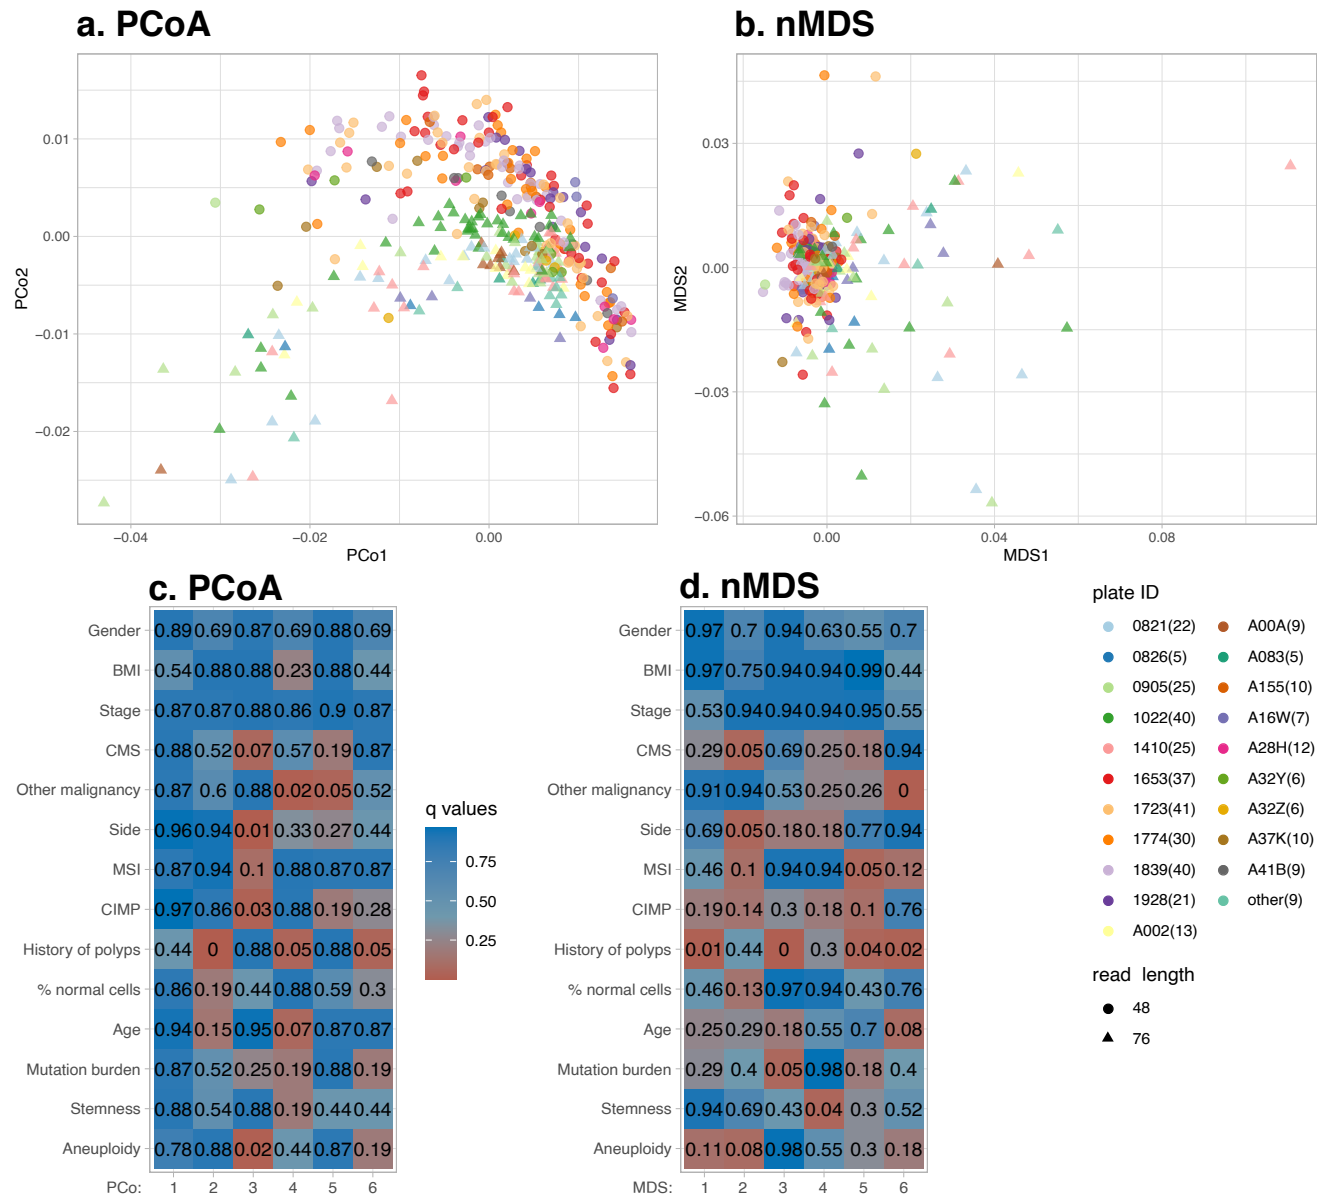 a. PCoA
b. nMDS
0.01
0.00
−0.01
−0.02
PCo2
−0.04
−0.02
0.00
PCo1
0.03
0.00
−0.03
−0.06
MDS2
0.00
0.04
0.08
MDS1
c. PCoA
Gender 0.89 0.69 0.87 0.69 0.88 0.69
BMI 0.54 0.88 0.88 0.23 0.88 0.44
Stage 0.87 0.87 0.88 0.86 0.9 0.87
CMS 0.88 0.52 0.07 0.57 0.19 0.87
Other malignancy 0.87 0.6 0.88 0.02 0.05 0.52
Side 0.96 0.94 0.01 0.33 0.27 0.44
MSI 0.87 0.94 0.1 0.88 0.87 0.87
CIMP 0.97 0.86 0.03 0.88 0.19 0.28
History of polyps 0.44 0 0.88 0.05 0.88 0.05
% normal cells 0.86 0.19 0.44 0.88 0.59 0.3
Age 0.94 0.15 0.95 0.07 0.87 0.87
Mutation burden 0.87 0.52 0.25 0.19 0.88 0.19
Stemness 0.88 0.54 0.88 0.19 0.44 0.44
Aneuploidy 0.78 0.88 0.02 0.44 0.87 0.19
PCo: 1 2 3 4 5 6
q values
0.75
0.50
0.25
d. nMDS
Gender 0.97 0.7 0.94 0.63 0.55 0.7
BMI 0.97 0.75 0.94 0.94 0.99 0.44
Stage 0.53 0.94 0.94 0.94 0.95 0.55
CMS 0.29 0.05 0.69 0.25 0.18 0.94
Other malignancy 0.91 0.94 0.53 0.25 0.26 0
Side 0.69 0.05 0.18 0.18 0.77 0.94
MSI 0.46 0.1 0.94 0.94 0.05 0.12
CIMP 0.19 0.14 0.3 0.18 0.1 0.76
History of polyps 0.01 0.44 0 0.3 0.04 0.02
% normal cells 0.46 0.13 0.97 0.94 0.43 0.76
Age 0.25 0.29 0.18 0.55 0.7 0.08
Mutation burden 0.29 0.4 0.05 0.98 0.18 0.4
Stemness 0.94 0.69 0.43 0.04 0.3 0.52
Aneuploidy 0.11 0.08 0.98 0.55 0.3 0.18
MDS: 1 2 3 4 5 6
plate ID
0821(22)
0826(5)
0905(25)
1022(40)
1410(25)
1653(37)
1723(41)
1774(30)
1839(40)
1928(21)
A002(13)
A00A(9)
A083(5)
A155(10)
A16W(7)
A28H(12)
A32Y(6)
A32Z(6)
A37K(10)
A41B(9)
other(9)
read length
48
76